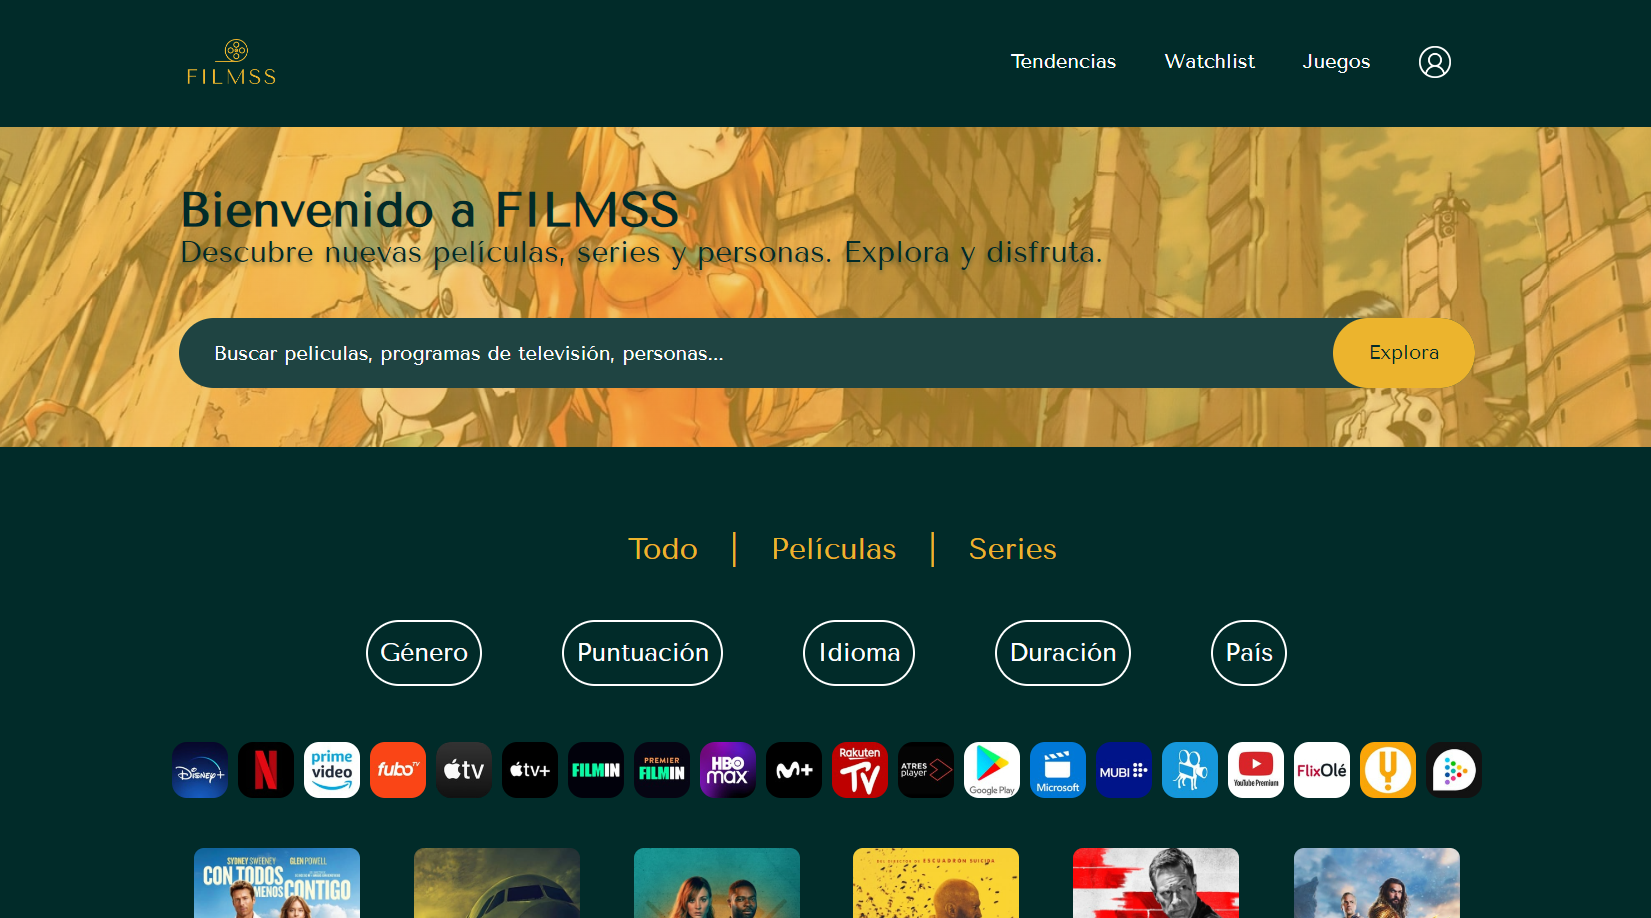 FILMSS
Tendencias
Watchlist
Juegos
Bienvenido a FILMSS
Descubre nuevas películas, series y personas. Explora y disfruta.
Buscar peliculas, programas de televisión, personas...
Explora
Todo | Películas | Series
Género
Puntuación
Idioma
Duración
País
Disney+
N
prime video
fubo TV
tv
tv+
FILMIN
PREMIER FILMIN
HBO max
M+
Rakuten TV
ATRES player
Google Play
Microsoft
MUBI
YouTube Premium
FlixOlé
SYDNEY SWEENEY GLEN POWELL
CON TODOS
MENOS CONTIGO
DEL DIRECTOR DE ESCUADRÓN SUICIDA